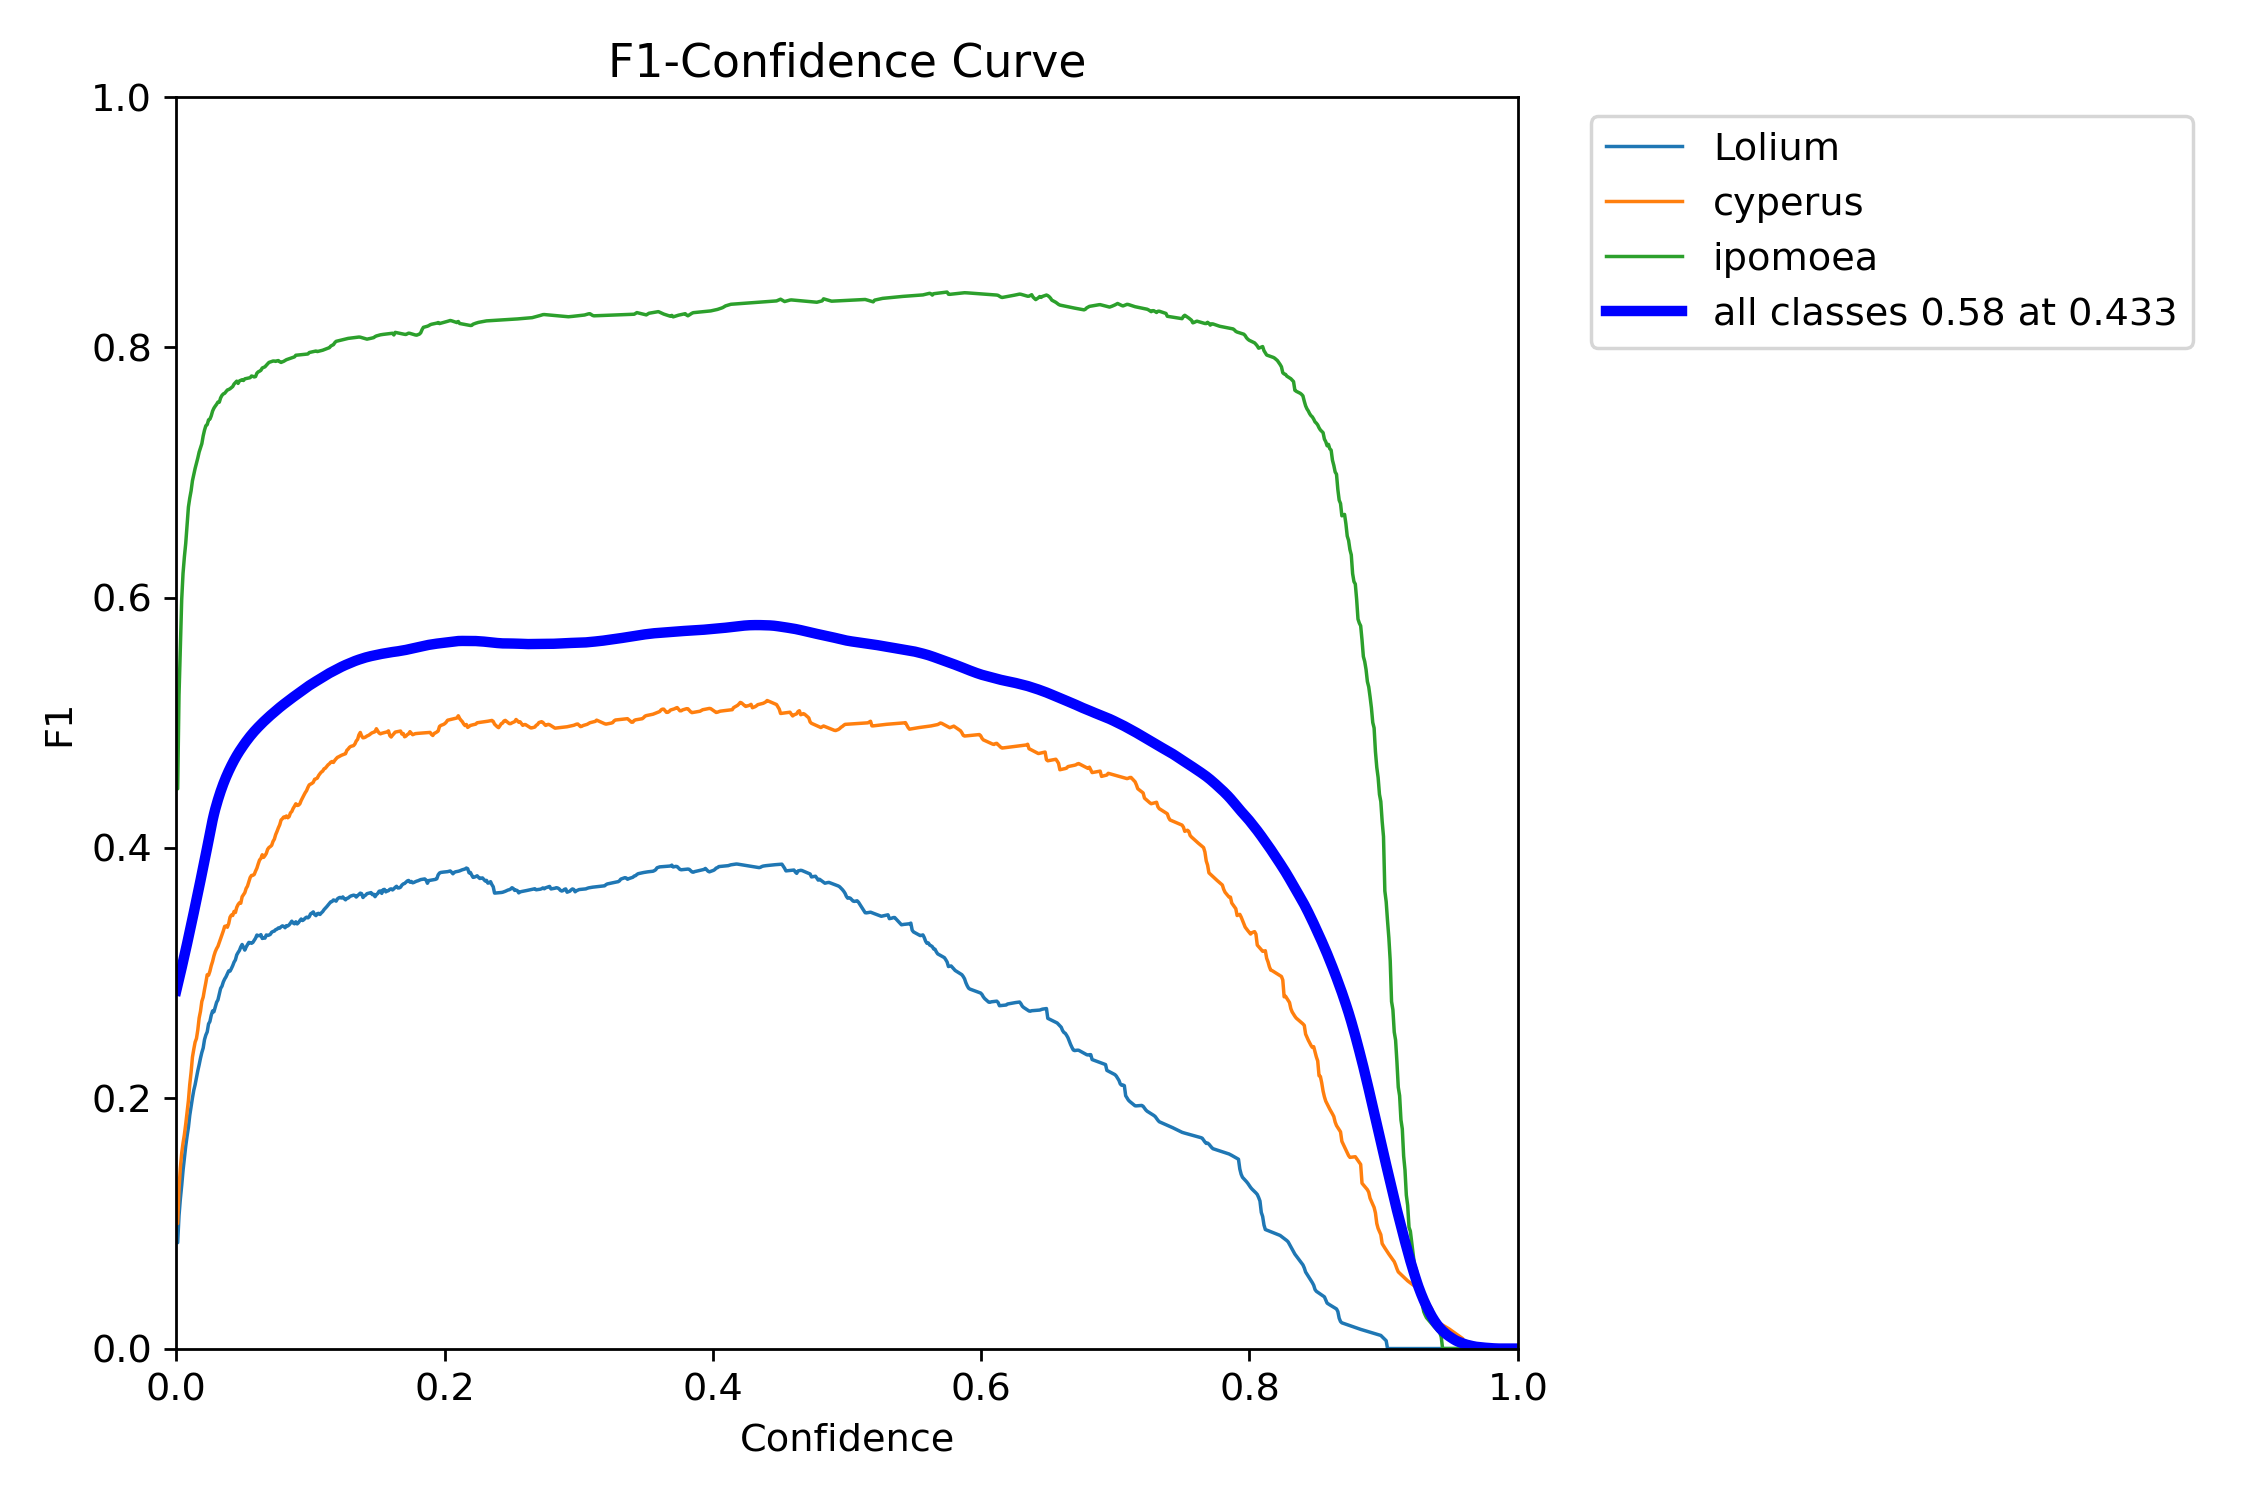 F1-Confidence Curve
1.0
0.8
0.6
0.4
0.2
0.0
F1
0.0 0.2 0.4 0.6 0.8 1.0
Confidence
Lolium
cyperus
ipomoea
all classes 0.58 at 0.433